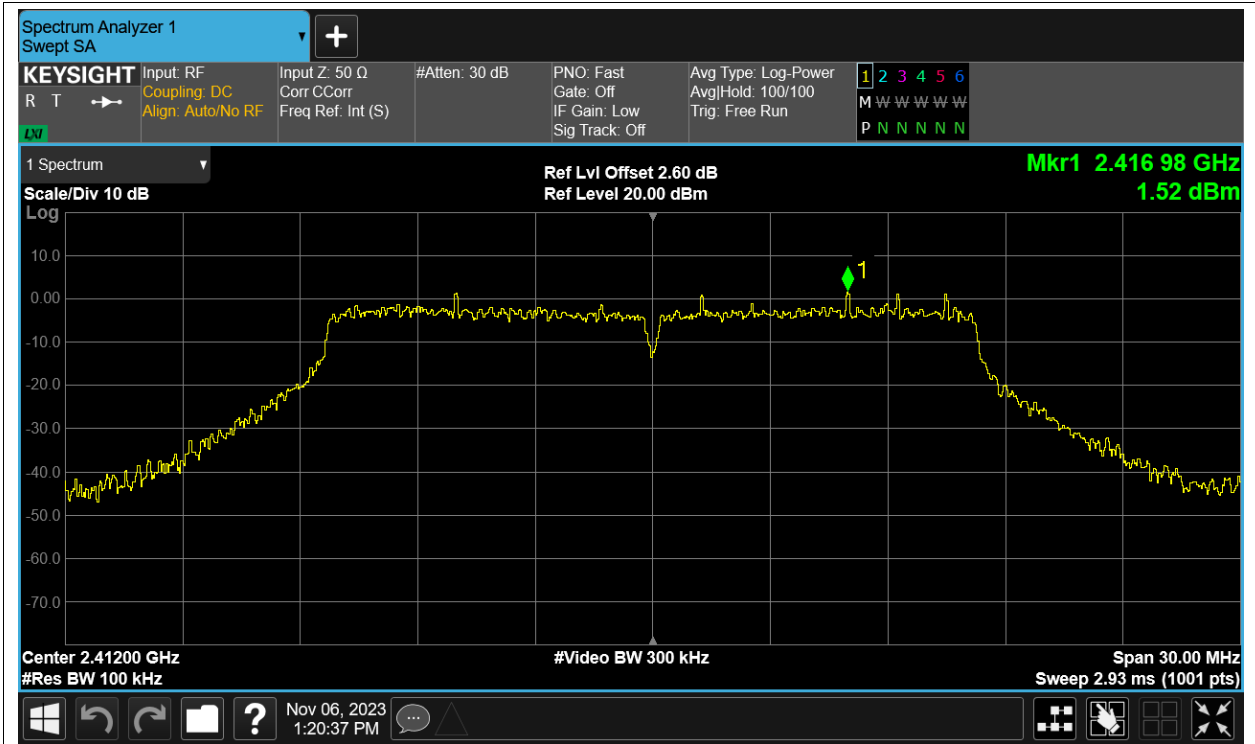 Spectrum Analyzer 1
Swept SA
KEYSIGHT
R T
LXI
Input: RF
Coupling: DC
Align: Auto/No RF
Input Z: 50 Ω
Corr CCorr
Freq Ref: Int (S)
#Atten: 30 dB
PNO: Fast
Gate: Off
IF Gain: Low
Sig Track: Off
Avg Type: Log-Power
Avg|Hold: 100/100
Trig: Free Run
1 2 3 4 5 6
M W W W W W
P N N N N N
1 Spectrum
Scale/Div 10 dB
Log
Ref Lvl Offset 2.60 dB
Ref Level 20.00 dBm
Mkr1 2.416 98 GHz
1.52 dBm
1
10.0
0.00
-10.0
-20.0
-30.0
-40.0
-50.0
-60.0
-70.0
Center 2.41200 GHz
#Res BW 100 kHz
#Video BW 300 kHz
Span 30.00 MHz
Sweep 2.93 ms (1001 pts)
?
Nov 06, 2023
1:20:37 PM